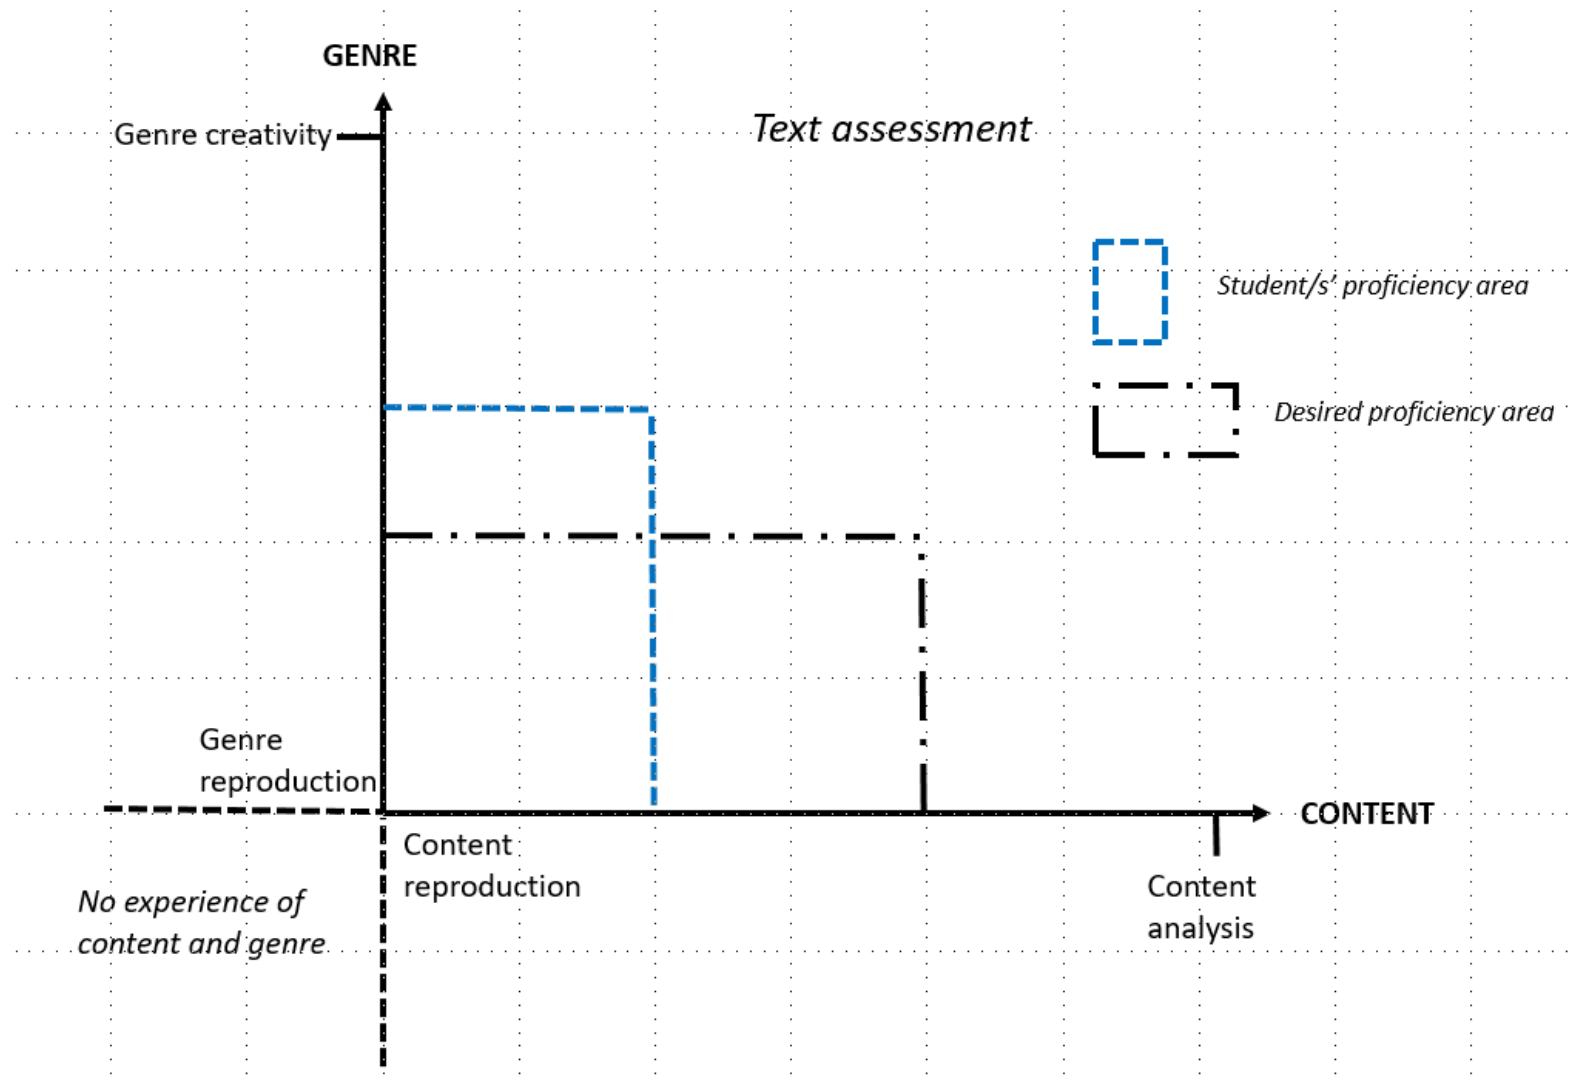 GENRE
Genre creativity
Text assessment
Student/s' proficiency area
Desired proficiency area
Genre
reproduction
CONTENT
Content
reproduction
Content
analysis
No experience of
content and genre